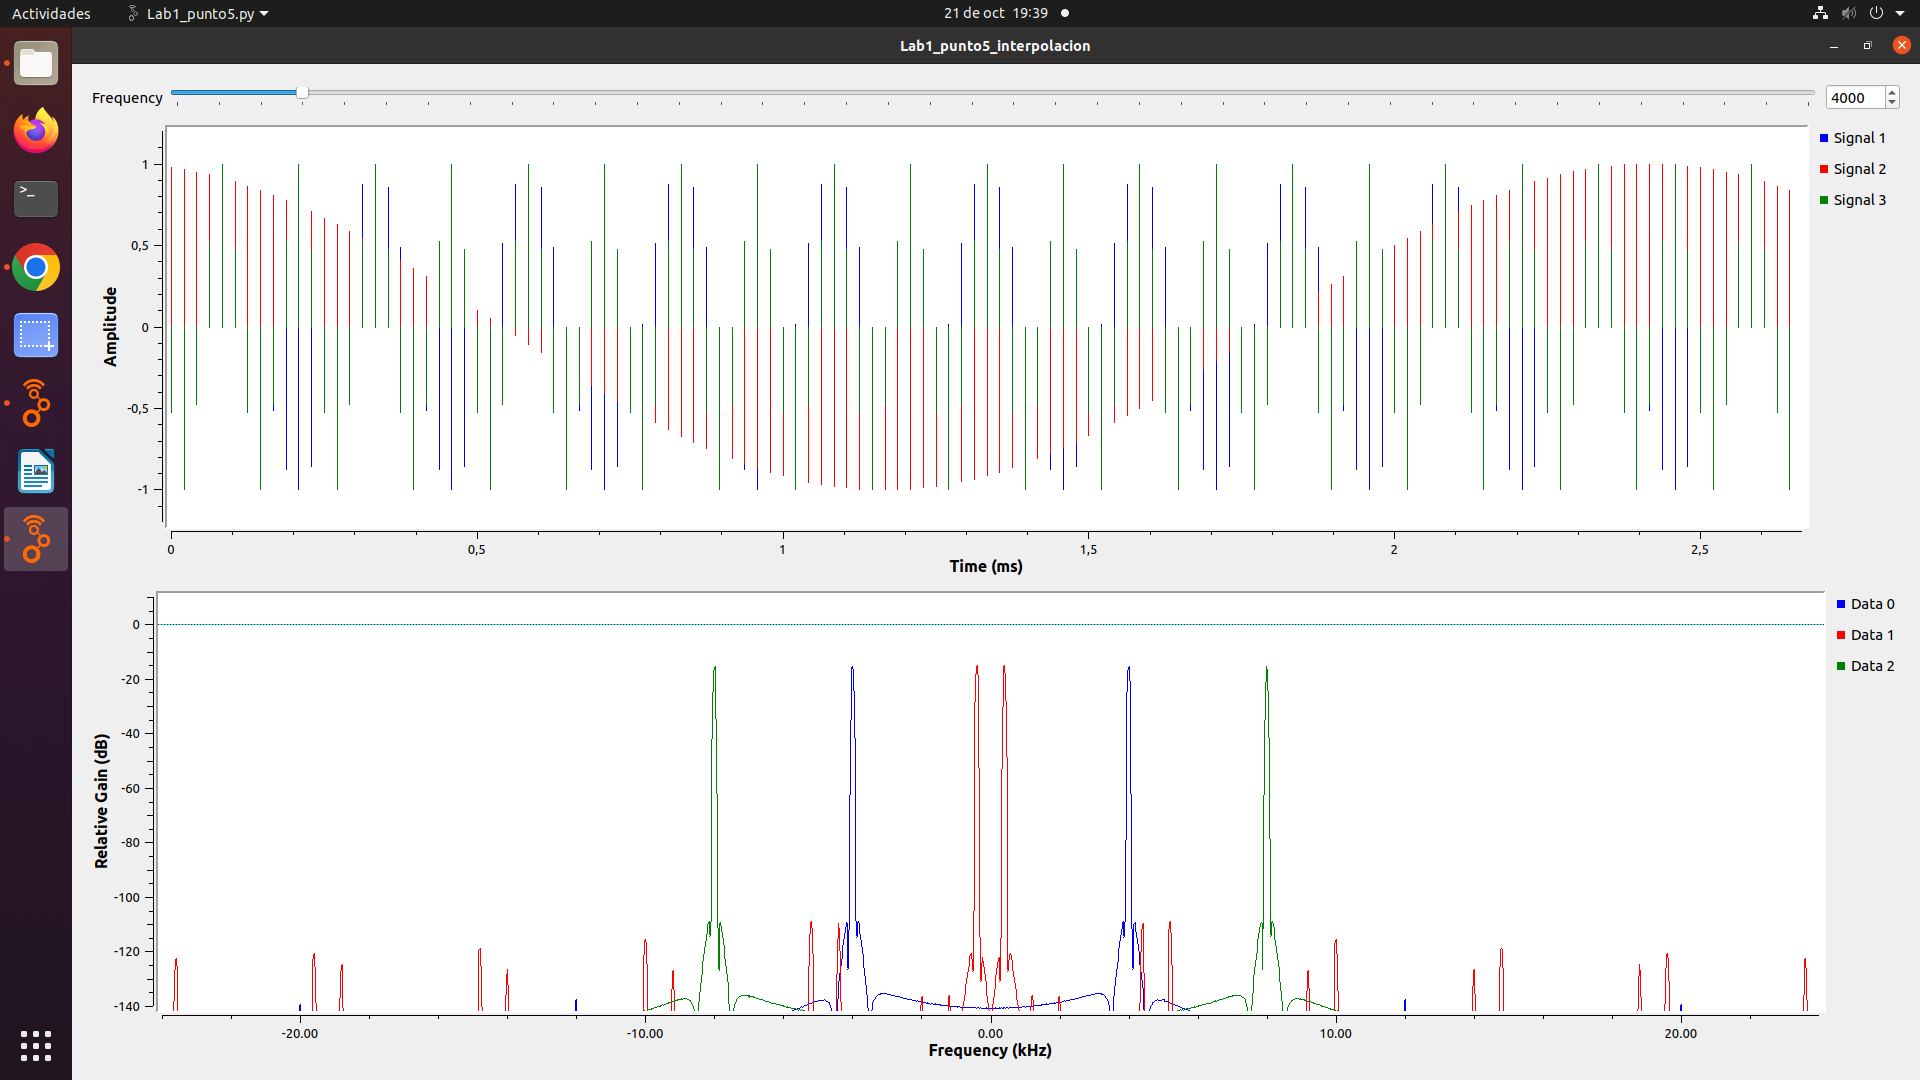 Actividades
Lab1_punto5.py
21 de oct 19:39
Lab1_punto5_interpolacion
Frequency
4000
Signal 1
Signal 2
Signal 3
Amplitude
1
0,5
0
-0,5
-1
0
0,5
1
1,5
2
2,5
Time (ms)
Data 0
Data 1
Data 2
Relative Gain (dB)
0
-20
-40
-60
-80
-100
-120
-140
-20.00
-10.00
0.00
10.00
20.00
Frequency (kHz)